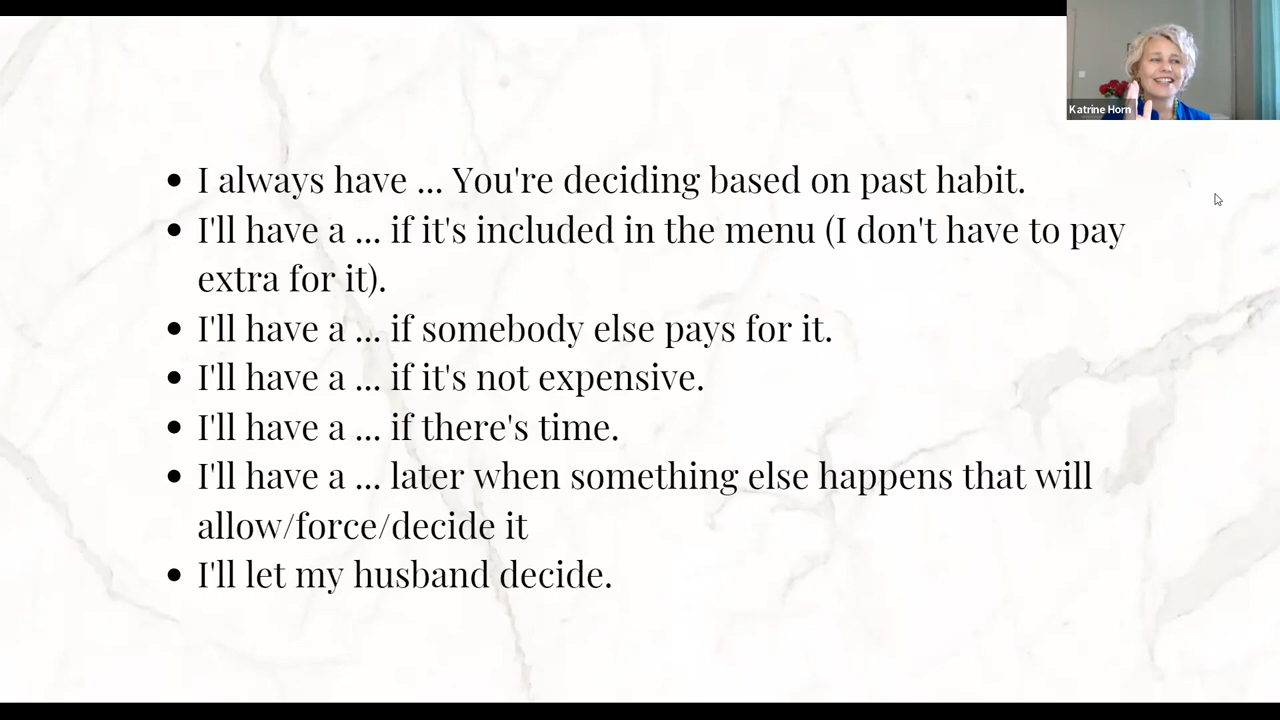 Katrine Horn
• I always have ... You're deciding based on past habit.
• I'll have a ... if it's included in the menu (I don't have to pay
extra for it).
• I'll have a ... if somebody else pays for it.
• I'll have a ... if it's not expensive.
• I'll have a ... if there's time.
• I'll have a ... later when something else happens that will
allow/force/decide it
• I'll let my husband decide.